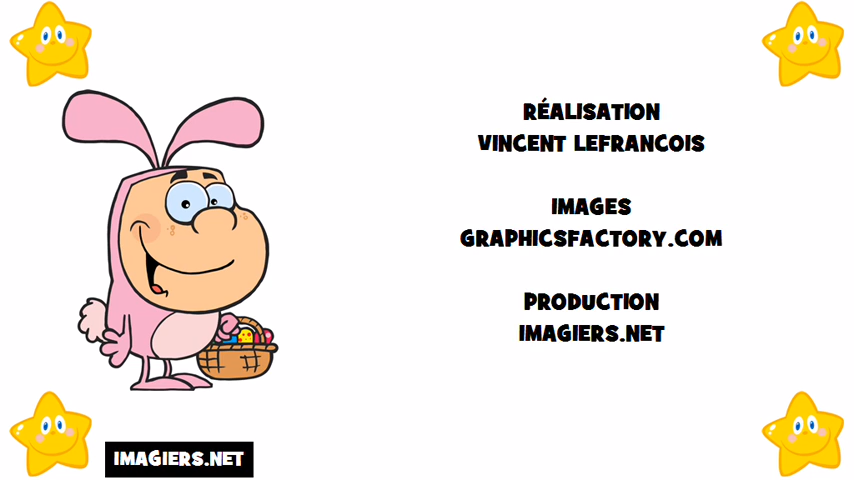 RÉALISATION
VINCENT LEFRANCOIS
IMAGES
GRAPHICSFACTORY.COM
PRODUCTION
IMAGIERS.NET
IMAGIERS.NET